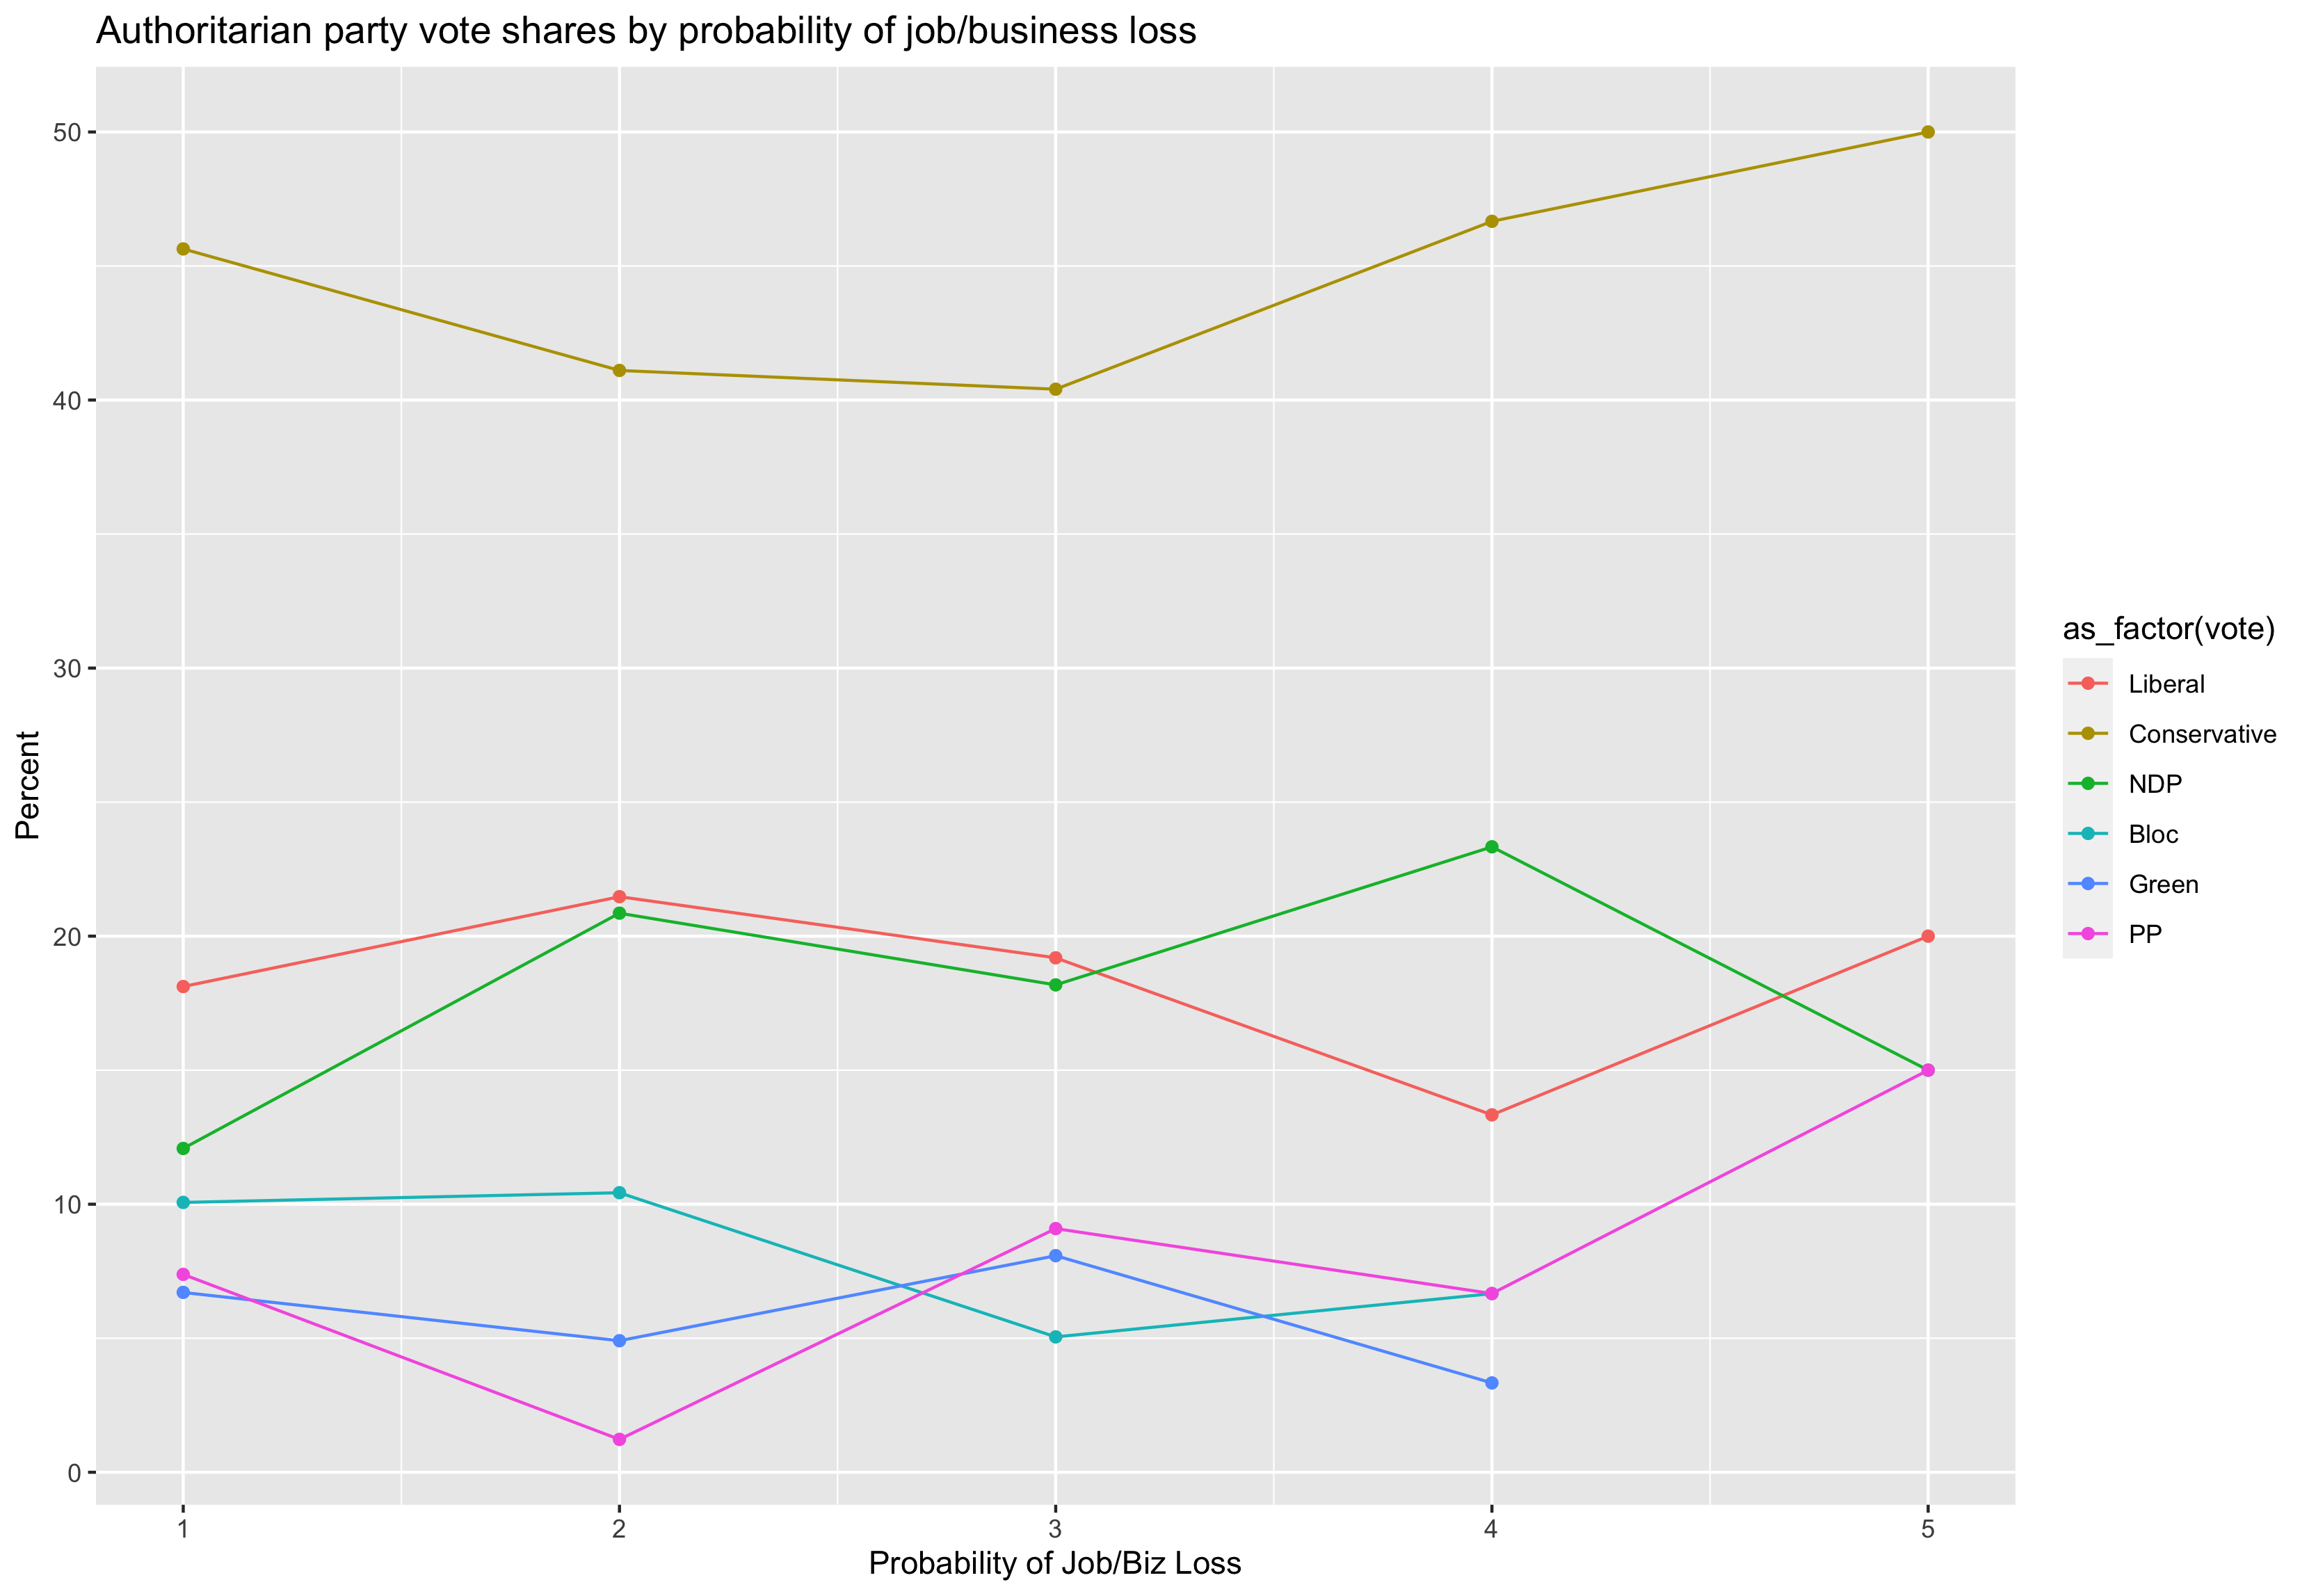 Authoritarian party vote shares by probability of job/business loss
50
40
30
20
10
0
Percent
1 2 3 4 5
Probability of Job/Biz Loss
as_factor(vote)
Liberal
Conservative
NDP
Bloc
Green
PP